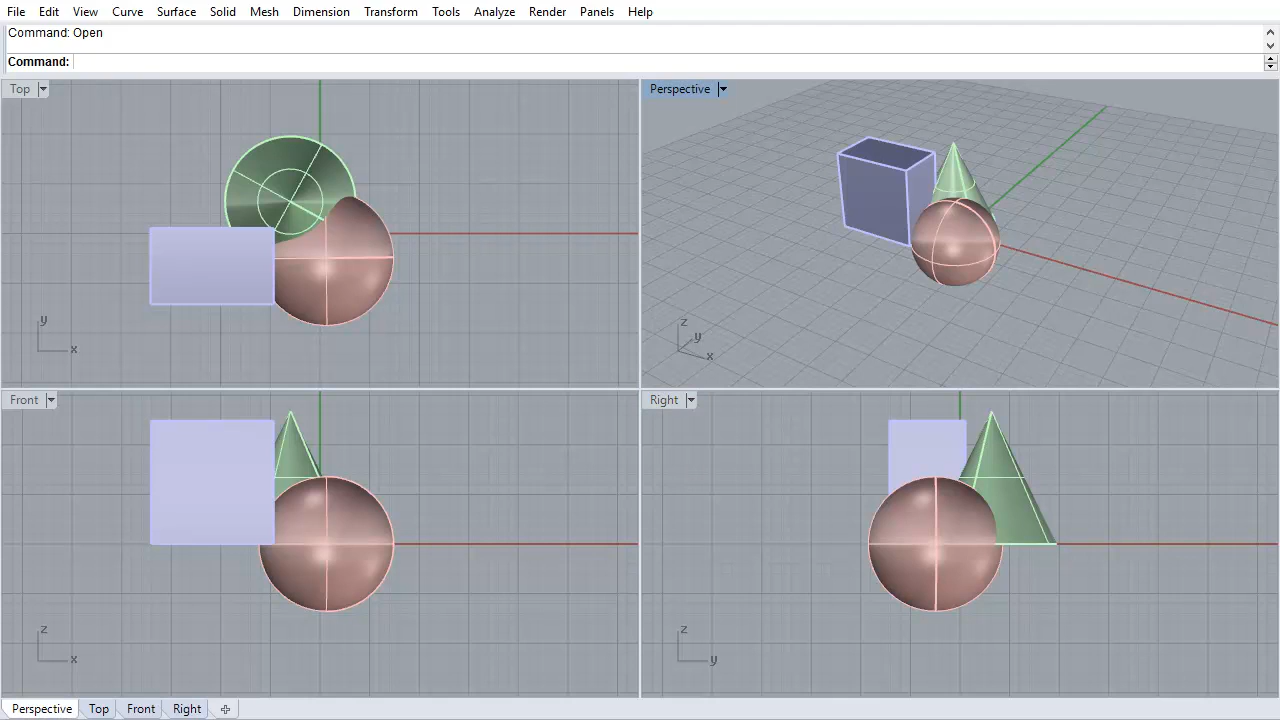 File Edit View Curve Surface Solid Mesh Dimension Transform Tools Analyze Render Panels Help
Command: Open
Command:
Top
Perspective
y
x
z
y
x
Front
Right
z
x
z
y
Perspective Top Front Right